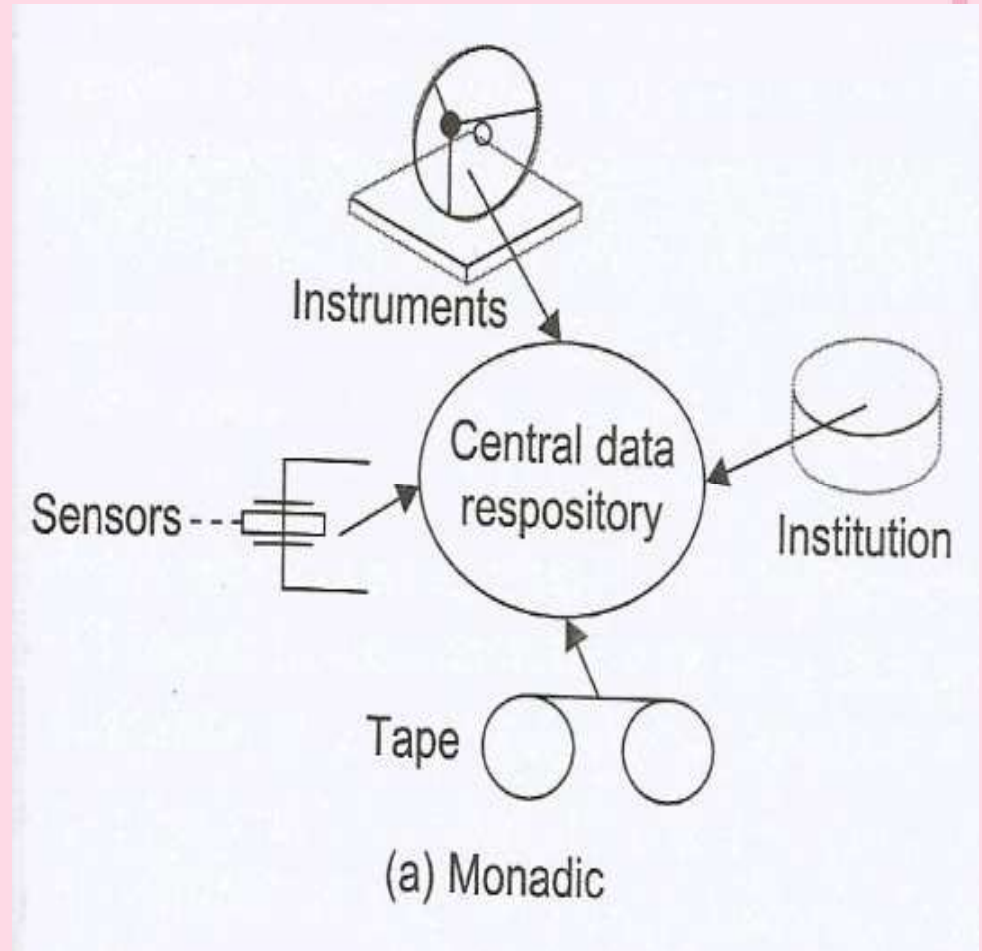 Instruments
Central data
respository
Sensors
Institution
Tape
(a) Monadic